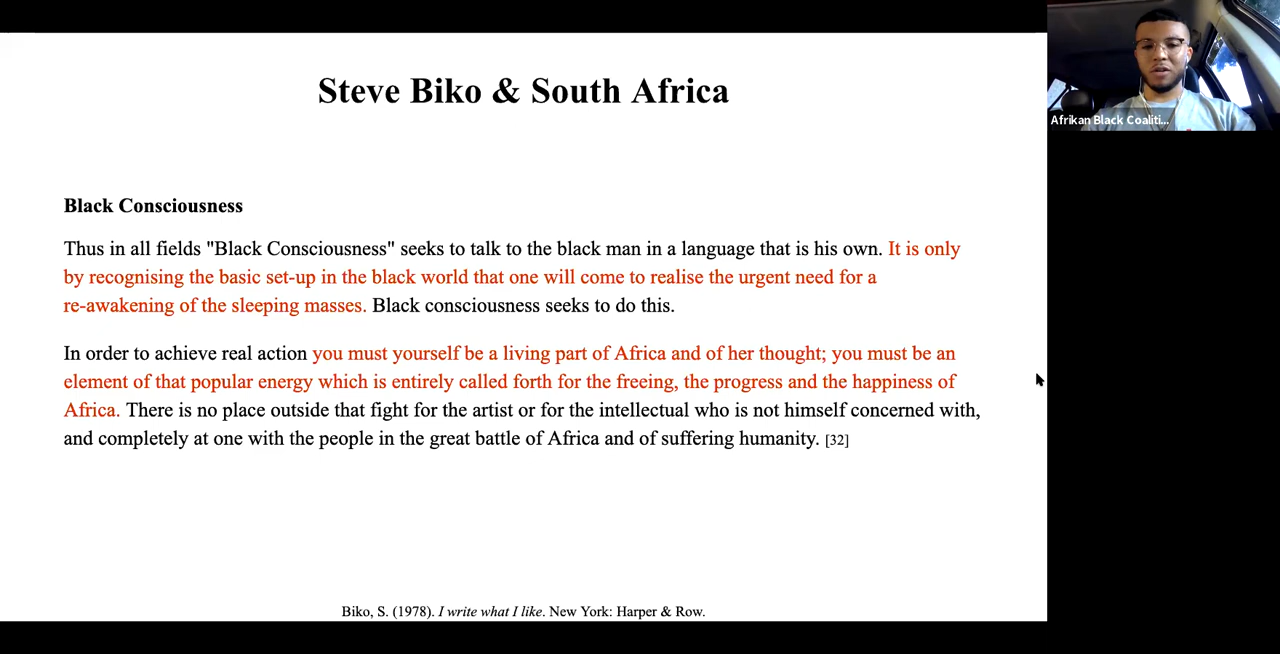 Steve Biko & South Africa
Afrikan Black Coaliti...
Black Consciousness
Thus in all fields "Black Consciousness" seeks to talk to the black man in a language that is his own. It is only
by recognising the basic set-up in the black world that one will come to realise the urgent need for a
re-awakening of the sleeping masses. Black consciousness seeks to do this.
In order to achieve real action you must yourself be a living part of Africa and of her thought; you must be an
element of that popular energy which is entirely called forth for the freeing, the progress and the happiness of
Africa. There is no place outside that fight for the artist or for the intellectual who is not himself concerned with,
and completely at one with the people in the great battle of Africa and of suffering humanity. [32]
Biko, S. (1978). I write what I like. New York: Harper & Row.